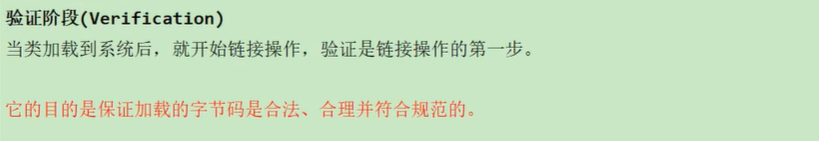 验证阶段(Verification)
当类加载到系统后，就开始链接操作，验证是链接操作的第一步。
它的目的是保证加载的字节码是合法、合理并符合规范的。